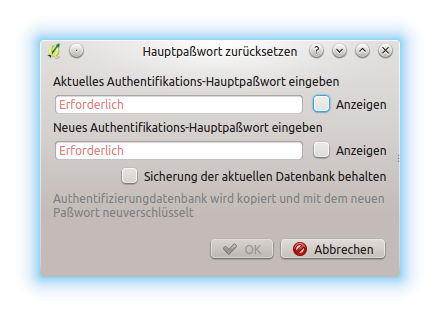 Hauptpaßwort zurücksetzen
Aktuelles Authentifikations-Hauptpaßwort eingeben
Erforderlich
Anzeigen
Neues Authentifikations-Hauptpaßwort eingeben
Erforderlich
Anzeigen
Sicherung der aktuellen Datenbank behalten
Authentifizierungdatenbank wird kopiert und mit dem neuen
Paßwort neuverschlüsselt
OK
Abbrechen